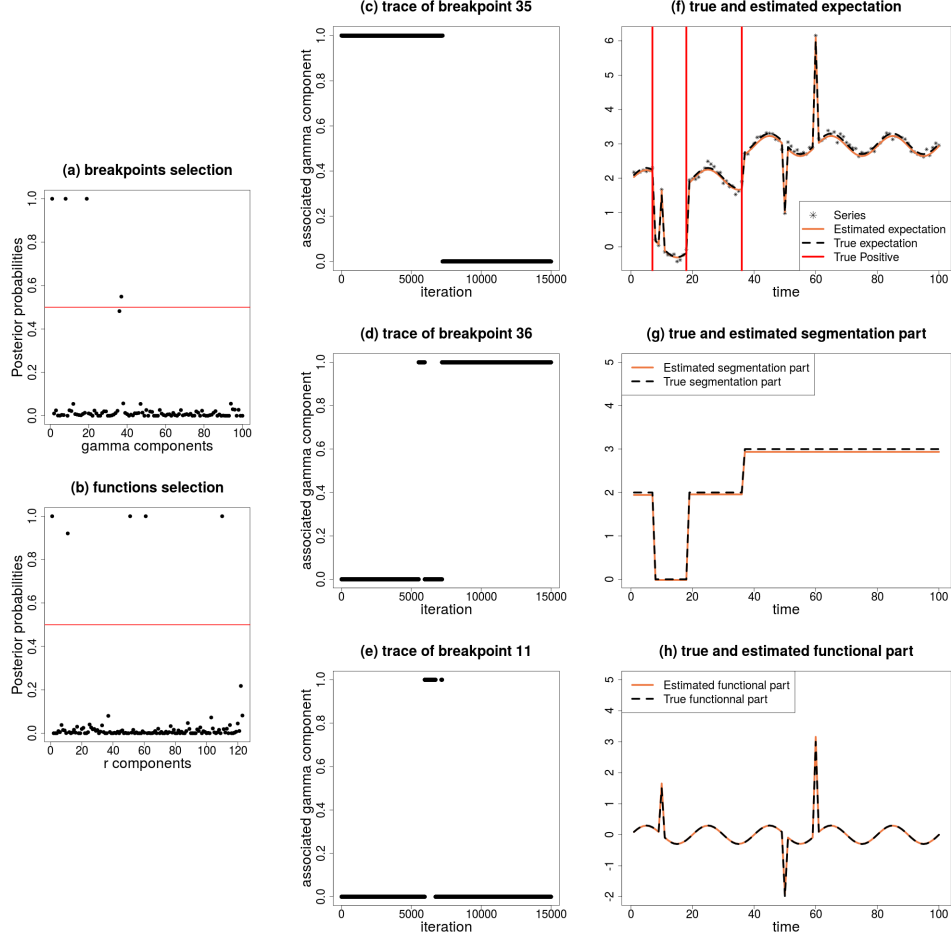 (a) breakpoints selection
Posterior probabilities
0.0 0.2 0.4 0.6 0.8 1.0
0 20 40 60 80 100
gamma components
(b) functions selection
Posterior probabilities
0.0 0.2 0.4 0.6 0.8 1.0
0 20 40 60 80 100 120
r components
(c) trace of breakpoint 35
associated gamma component
0.0 0.2 0.4 0.6 0.8 1.0
0 5000 10000 15000
iteration
(d) trace of breakpoint 36
associated gamma component
0.0 0.2 0.4 0.6 0.8 1.0
0 5000 10000 15000
iteration
(e) trace of breakpoint 11
associated gamma component
0.0 0.2 0.4 0.6 0.8 1.0
0 5000 10000 15000
iteration
(f) true and estimated expectation
0 1 2 3 4 5 6
Series
Estimated expectation
True expectation
True Positive
0 20 40 60 80 100
time
(g) true and estimated segmentation part
0 1 2 3 4 5
Estimated segmentation part
True segmentation part
0 20 40 60 80 100
time
(h) true and estimated functional part
-2 -1 0 1 2 3 4 5
Estimated functional part
True functionnal part
0 20 40 60 80 100
time